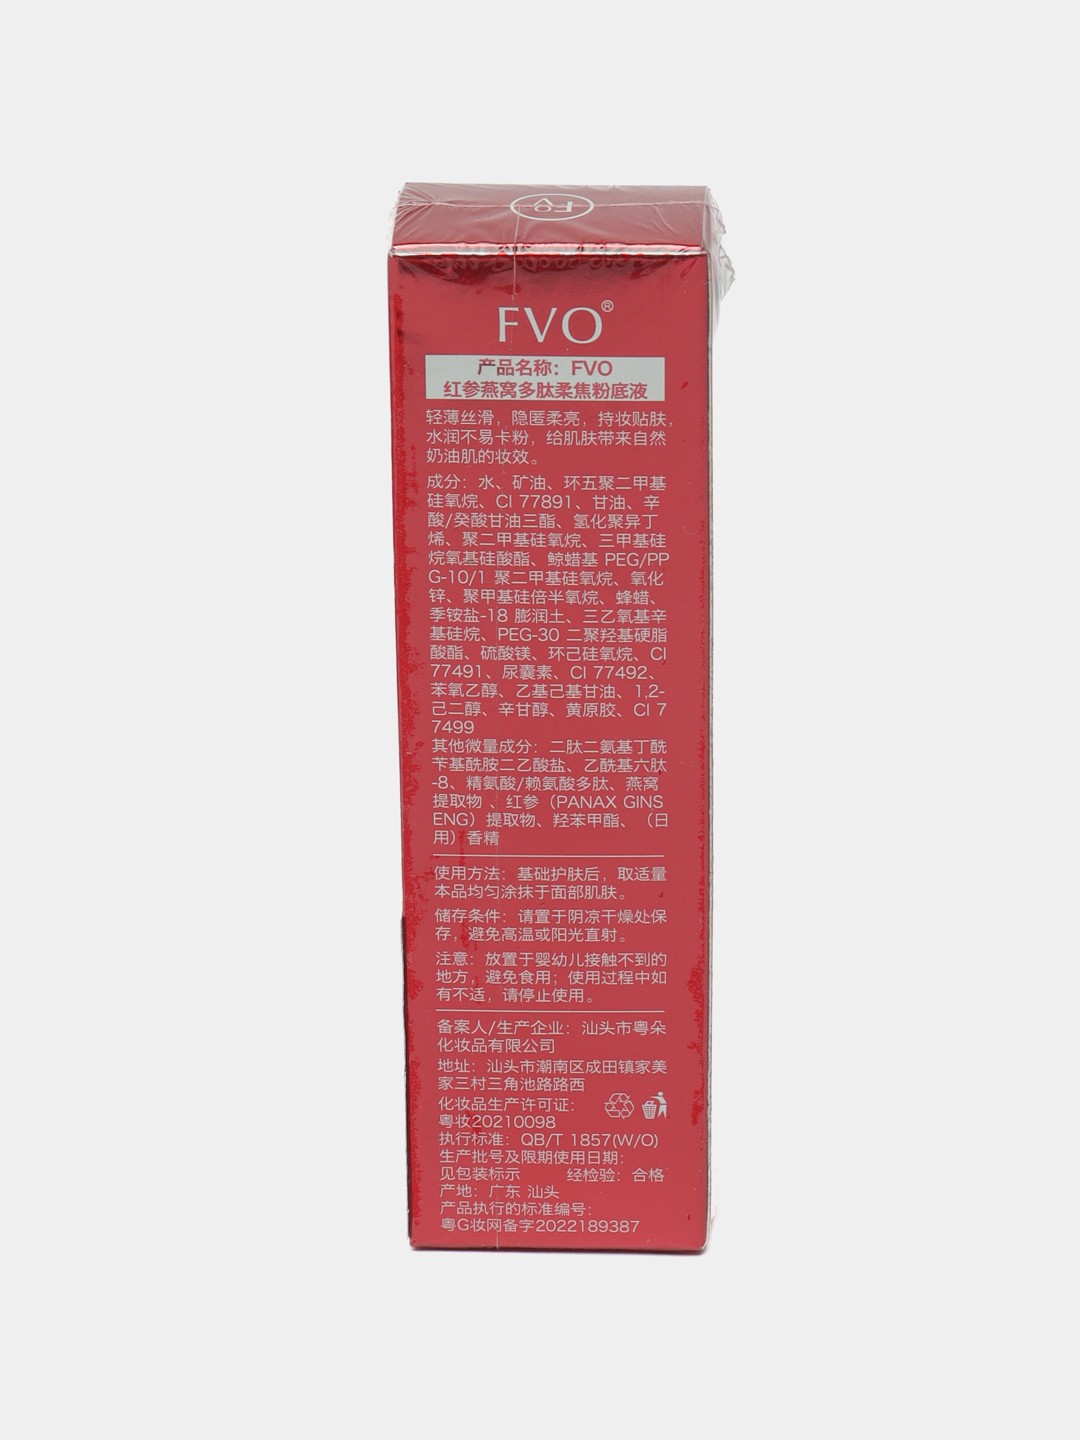 FVO
FVO®
产品名称：FVO
红参燕窝多肽柔焦粉底液
轻薄丝滑，隐匿柔亮，持妆贴肤，
水润不易卡粉，给肌肤带来自然
奶油肌的妆效。
成分：水、矿油、环五聚二甲基
硅氧烷、CI 77891、甘油、辛
酸/癸酸甘油三酯、氢化聚异丁
烯、聚二甲基硅氧烷、三甲基硅
烷氧基硅酸酯、鲸蜡基 PEG/PP
G-10/1 聚二甲基硅氧烷、氧化
锌、聚甲基硅倍半氧烷、蜂蜡、
季铵盐-18 膨润土、三乙氧基辛
基硅烷、PEG-30 二聚羟基硬脂
酸酯、硫酸镁、环己硅氧烷、CI
77491、尿囊素、CI 77492、
苯氧乙醇、乙基己基甘油、1,2-
己二醇、辛甘醇、黄原胶、CI 7
7499
其他微量成分：二肽二氨基丁酰
苄基酰胺二乙酸盐、乙酰基六肽
-8、精氨酸/赖氨酸多肽、燕窝
提取物 、红参（PANAX GINS
ENG）提取物、羟苯甲酯、（日
用）香精
使用方法：基础护肤后，取适量
本品均匀涂抹于面部肌肤。
储存条件：请置于阴凉干燥处保
存，避免高温或阳光直射。
注意：放置于婴幼儿接触不到的
地方，避免食用；使用过程中如
有不适，请停止使用。
备案人/生产企业：汕头市粤朵
化妆品有限公司
地址：汕头市潮南区成田镇家美
家三村三角池路路西
化妆品生产许可证：
粤妆20210098
执行标准：QB/T 1857(W/O)
生产批号及限期使用日期：
见包装标示 经检验：合格
产地：广东 汕头
产品执行的标准编号：
粤G妆网备字2022189387